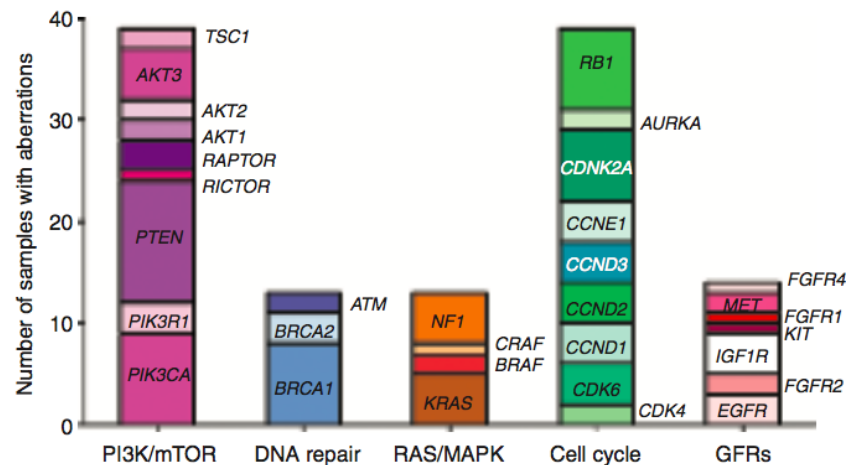 Number of samples with aberrations
40
30
20
10
0
TSC1
AKT3
AKT2
AKT1
RAPTOR
RICTOR
PTEN
PIK3R1
PIK3CA
PI3K/mTOR
ATM
BRCA2
BRCA1
DNA repair
NF1
CRAF
BRAF
KRAS
RAS/MAPK
RB1
AURKA
CDNK2A
CCNE1
CCND3
CCND2
CCND1
CDK6
CDK4
Cell cycle
FGFR4
MET
FGFR1
KIT
IGF1R
FGFR2
EGFR
GFRs